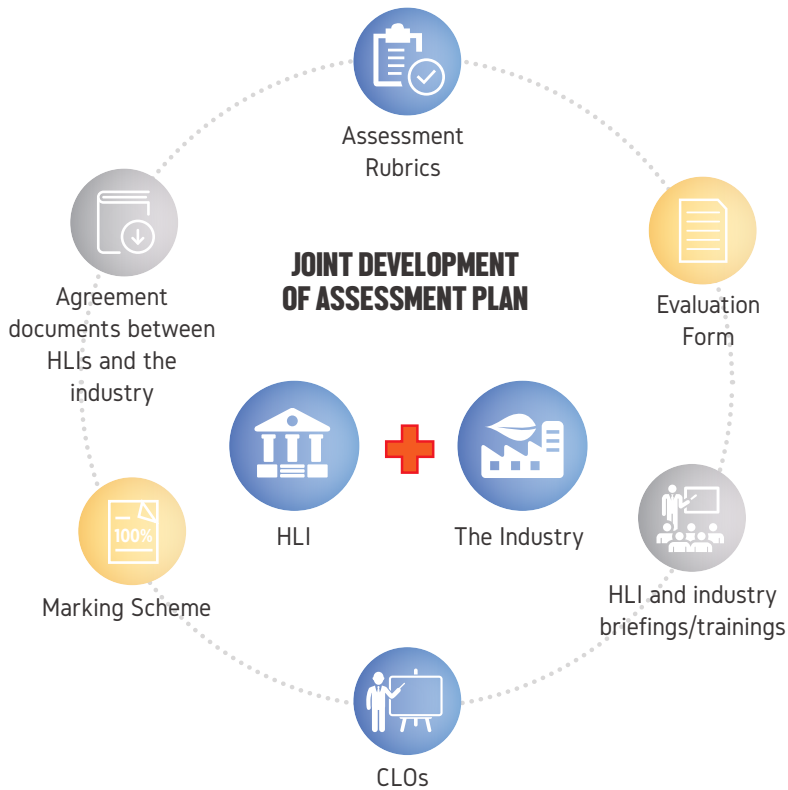 Assessment
Rubrics
JOINT DEVELOPMENT
OF ASSESSMENT PLAN
Evaluation
Form
Agreement
documents between
HLIs and the
industry
HLI
The Industry
100%
Marking Scheme
HLI and industry
briefings/trainings
CLOs